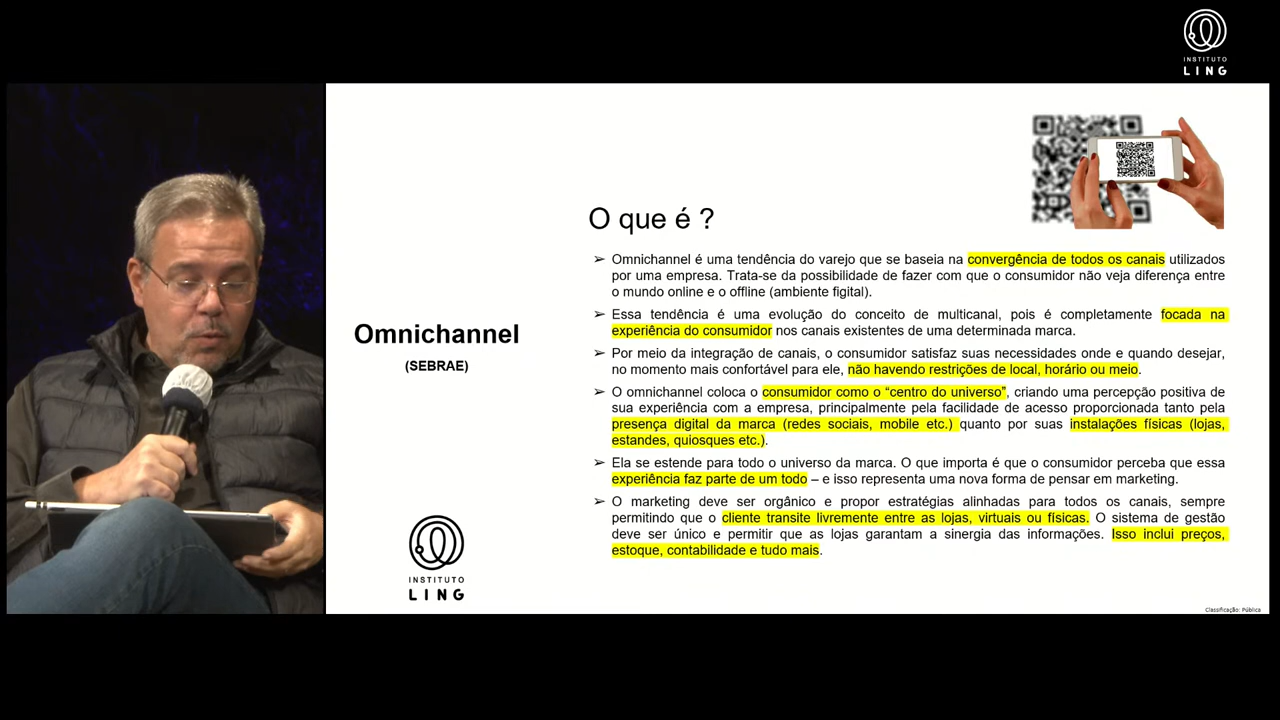 INSTITUTO
LING
O que é ?
➢ Omnichannel é uma tendência do varejo que se baseia na convergência de todos os canais utilizados
por uma empresa. Trata-se da possibilidade de fazer com que o consumidor não veja diferença entre
o mundo online e o offline (ambiente figital).
➢ Essa tendência é uma evolução do conceito de multicanal, pois é completamente focada na
experiência do consumidor nos canais existentes de uma determinada marca.
➢ Por meio da integração de canais, o consumidor satisfaz suas necessidades onde e quando desejar,
no momento mais confortável para ele, não havendo restrições de local, horário ou meio.
➢ O omnichannel coloca o consumidor como o “centro do universo”, criando uma percepção positiva de
sua experiência com a empresa, principalmente pela facilidade de acesso proporcionada tanto pela
presença digital da marca (redes sociais, mobile etc.) quanto por suas instalações físicas (lojas,
estandes, quiosques etc.).
➢ Ela se estende para todo o universo da marca. O que importa é que o consumidor perceba que essa
experiência faz parte de um todo – e isso representa uma nova forma de pensar em marketing.
➢ O marketing deve ser orgânico e propor estratégias alinhadas para todos os canais, sempre
permitindo que o cliente transite livremente entre as lojas, virtuais ou físicas. O sistema de gestão
deve ser único e permitir que as lojas garantam a sinergia das informações. Isso inclui preços,
estoque, contabilidade e tudo mais.
Omnichannel
(SEBRAE)
INSTITUTO
LING
Classificação: Pública